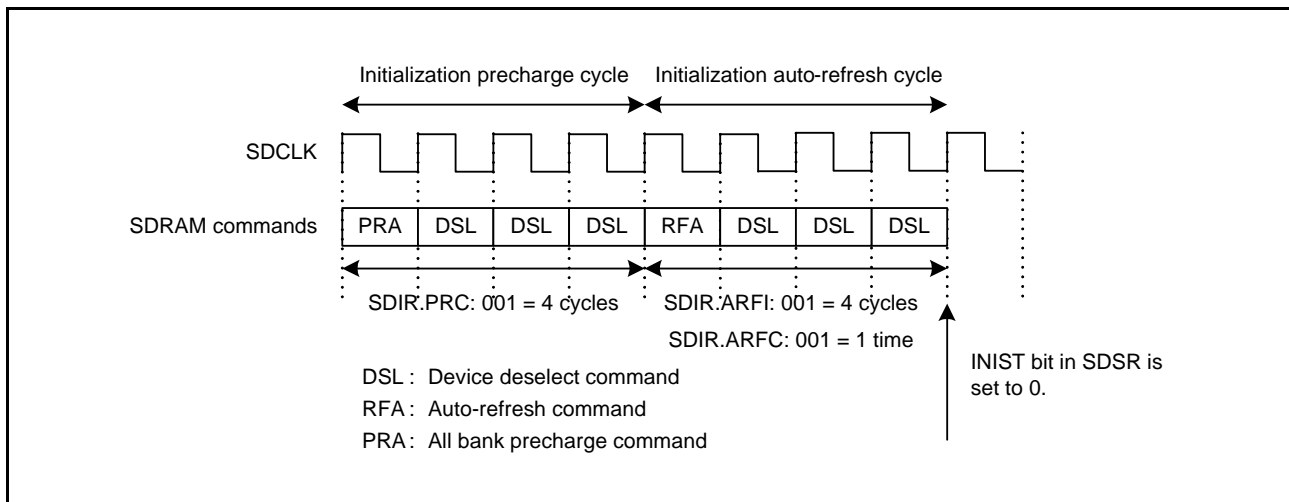 Initialization precharge cycle Initialization auto-refresh cycle
SDCLK
SDRAM commands PRA DSL DSL DSL RFA DSL DSL DSL
SDIR.PRC: 001 = 4 cycles SDIR.ARFI: 001 = 4 cycles
SDIR.ARFC: 001 = 1 time
INIST bit in SDSR is
set to 0.
DSL : Device deselect command
RFA : Auto-refresh command
PRA : All bank precharge command